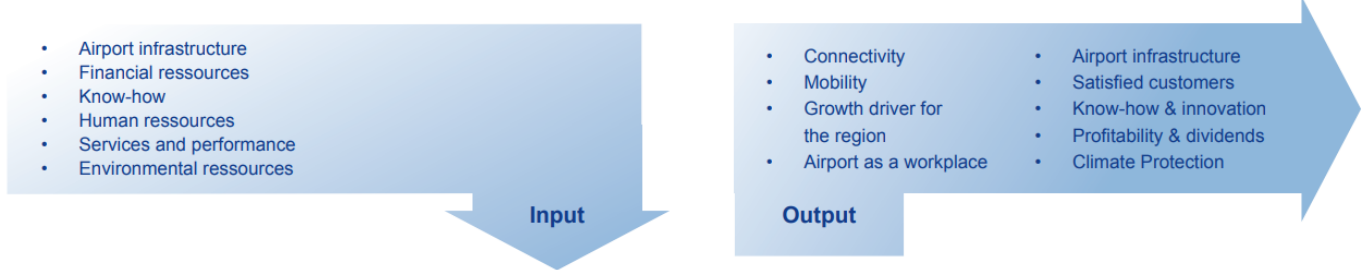 • Airport infrastructure
• Financial ressources
• Know-how
• Human ressources
• Services and performance
• Environmental ressources
Input
• Connectivity
• Mobility
• Growth driver for
the region
• Airport as a workplace
• Airport infrastructure
• Satisfied customers
• Know-how & innovation
• Profitability & dividends
• Climate Protection
Output